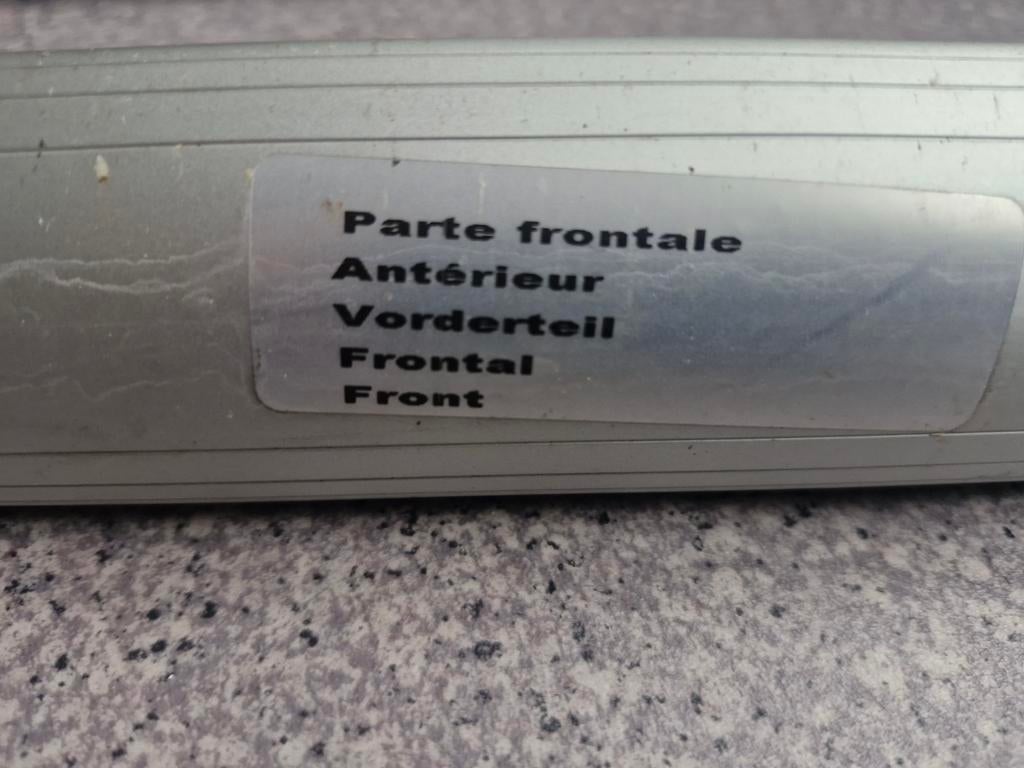 Parte frontale
Antérieur
Vorderteil
Frontal
Front